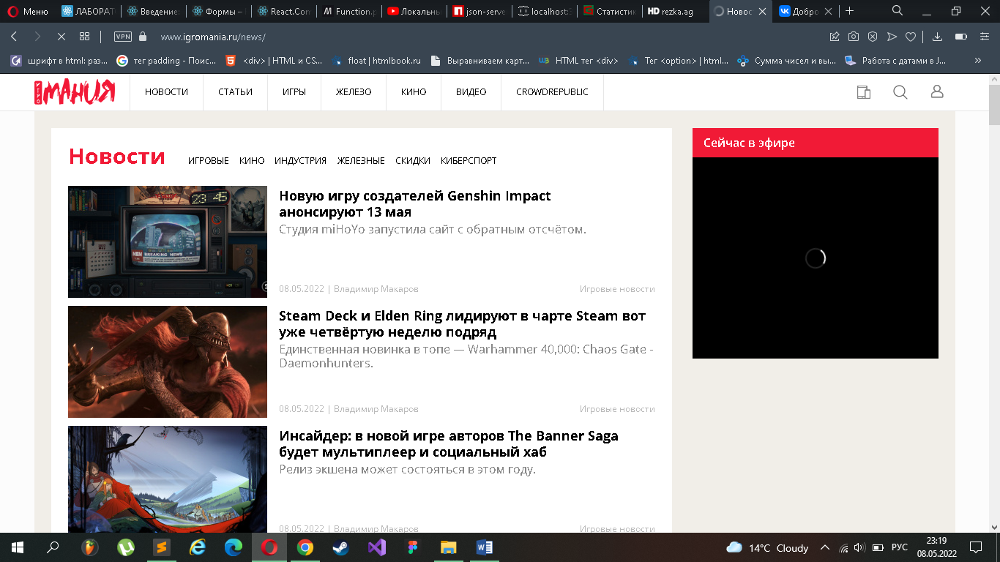 Меню ЛАБОРАТ Введение Формы – React.Com Function.p Локальны json-serve localhost:3 Статистик HD rezka.ag Новос Добро
VPN www.igromania.ru/news/
шрифт в html: раз... тег padding - Поис... <div> | HTML и CS... float | htmlbook.ru Выравниваем карт... HTML тег <div> Тег <option> | html... Сумма чисел и вы... Работа с датами в J... »
ИГРО МАНИЯ НОВОСТИ СТАТЬИ ИГРЫ ЖЕЛЕЗО КИНО ВИДЕО CROWDREPUBLIC
Новости ИГРОВЫЕ КИНО ИНДУСТРИЯ ЖЕЛЕЗНЫЕ СКИДКИ КИБЕРСПОРТ
Сейчас в эфире
23 45
BREAKING NEWS
Новую игру создателей Genshin Impact
анонсируют 13 мая
Студия miHoYo запустила сайт с обратным отсчётом.
08.05.2022 | Владимир Макаров Игровые новости
Steam Deck и Elden Ring лидируют в чарте Steam вот
уже четвёртую неделю подряд
Единственная новинка в топе — Warhammer 40,000: Chaos Gate -
Daemonhunters.
08.05.2022 | Владимир Макаров Игровые новости
Инсайдер: в новой игре авторов The Banner Saga
будет мультиплеер и социальный хаб
Релиз экшена может состояться в этом году.
08.05.2022 | Владимир Макаров Игровые новости
14°C Cloudy РУС 23:19
08.05.2022